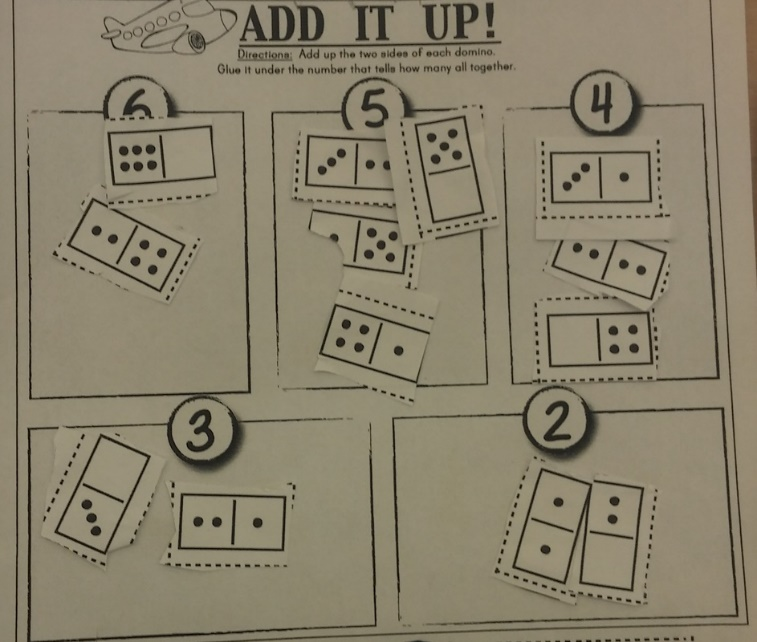 ADD IT UP!
Directions: Add up the two sides of each domino.
Glue it under the number that tells how many all together.
6 5 4
3 2